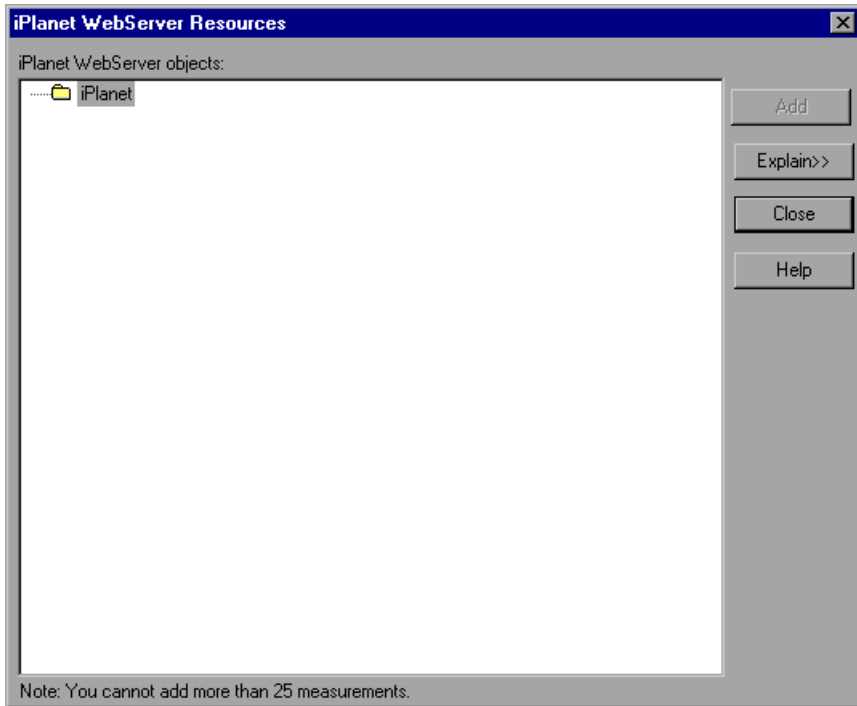 iPlanet WebServer Resources
iPlanet WebServer objects:
iPlanet
Add
Explain>>
Close
Help
Note: You cannot add more than 25 measurements.